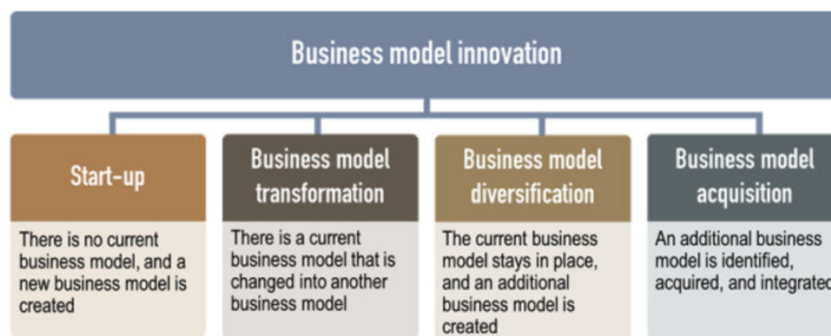 Business model innovation
Start-up
There is no current
business model, and a
new business model is
created
Business model
transformation
There is a current
business model that is
changed into another
business model
Business model
diversification
The current business
model stays in place,
and an additional
business model is
created
Business model
acquisition
An additional business
model is identified,
acquired, and integrated